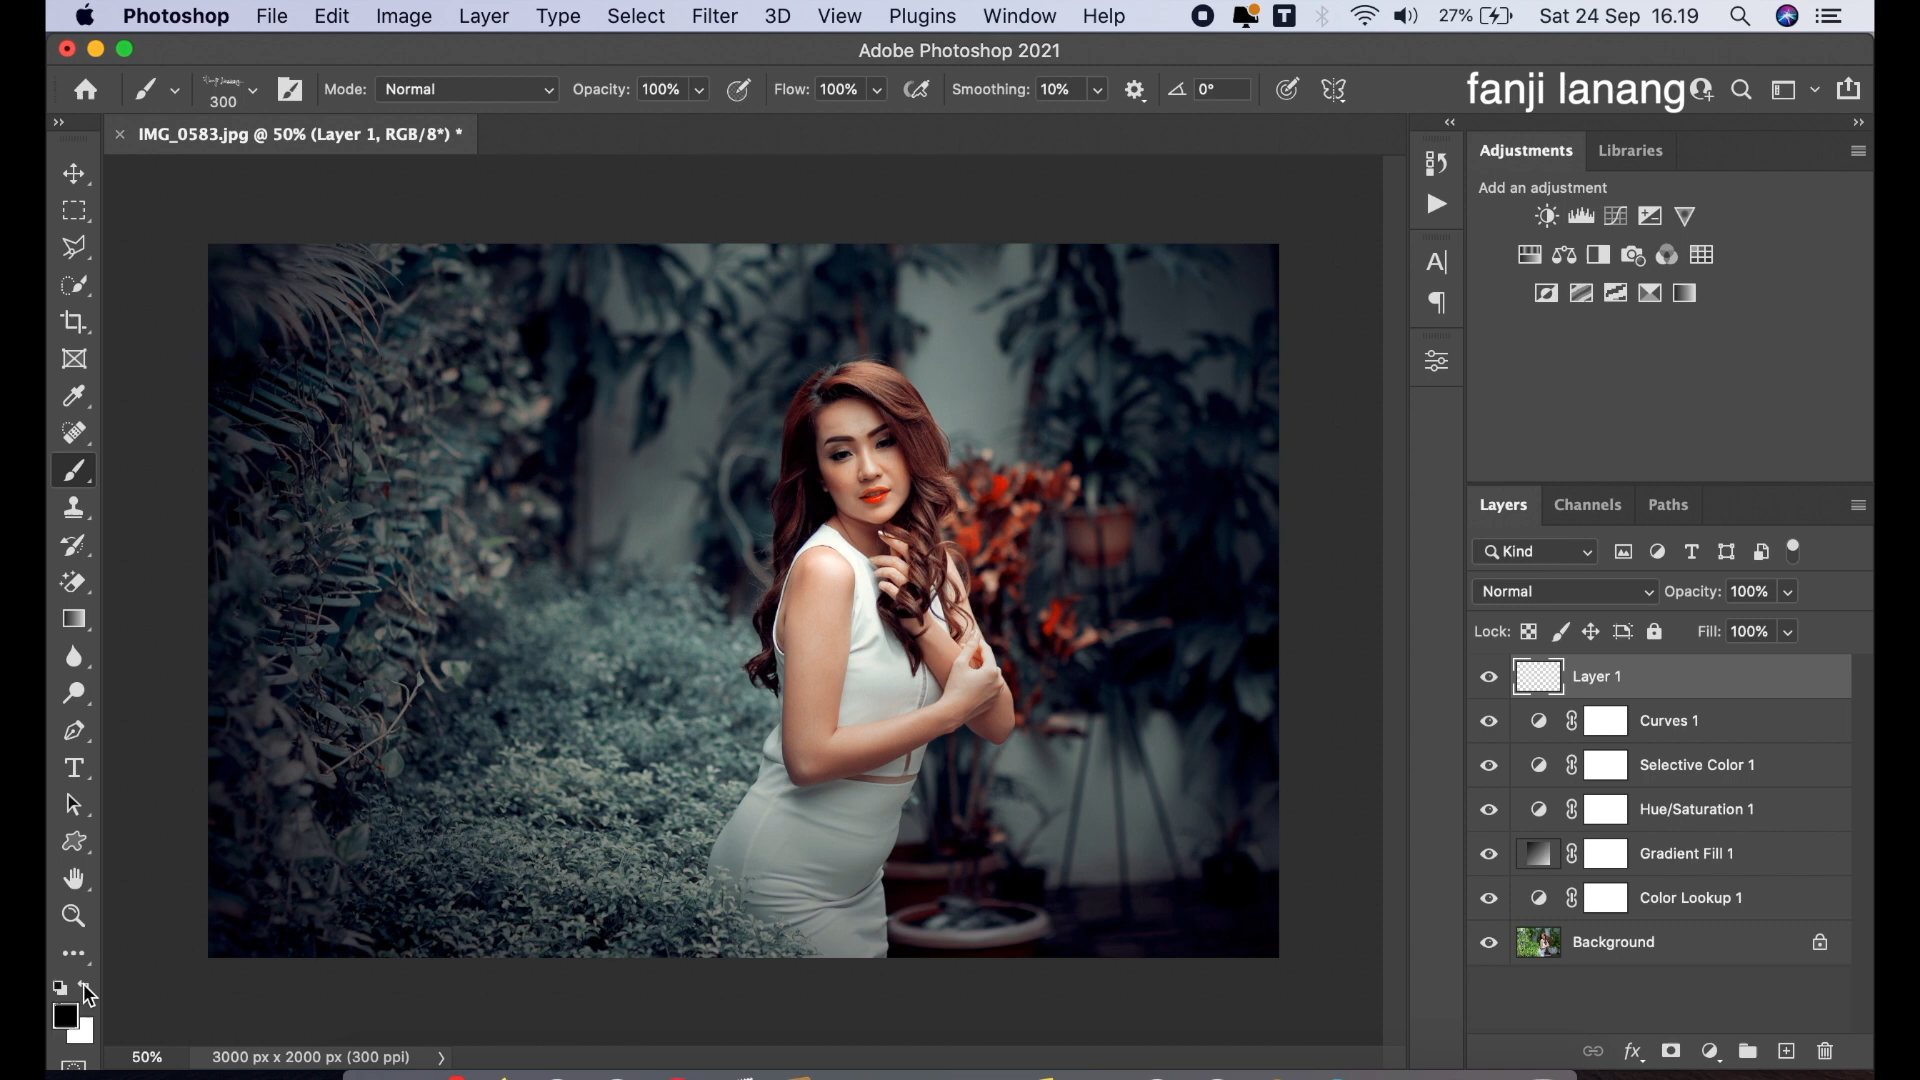 Photoshop File Edit Image Layer Type Select Filter 3D View Plugins Window Help 27% Sat 24 Sep 16.19
Adobe Photoshop 2021
300 Mode: Normal Opacity: 100% Flow: 100% Smoothing: 10% 0° fanji lanang
IMG_0583.jpg @ 50% (Layer 1, RGB/8*) *
Adjustments Libraries
Add an adjustment
Layers Channels Paths
Kind
Normal Opacity: 100%
Lock: Fill: 100%
Layer 1
Curves 1
Selective Color 1
Hue/Saturation 1
Gradient Fill 1
Color Lookup 1
Background
50% 3000 px x 2000 px (300 ppi)